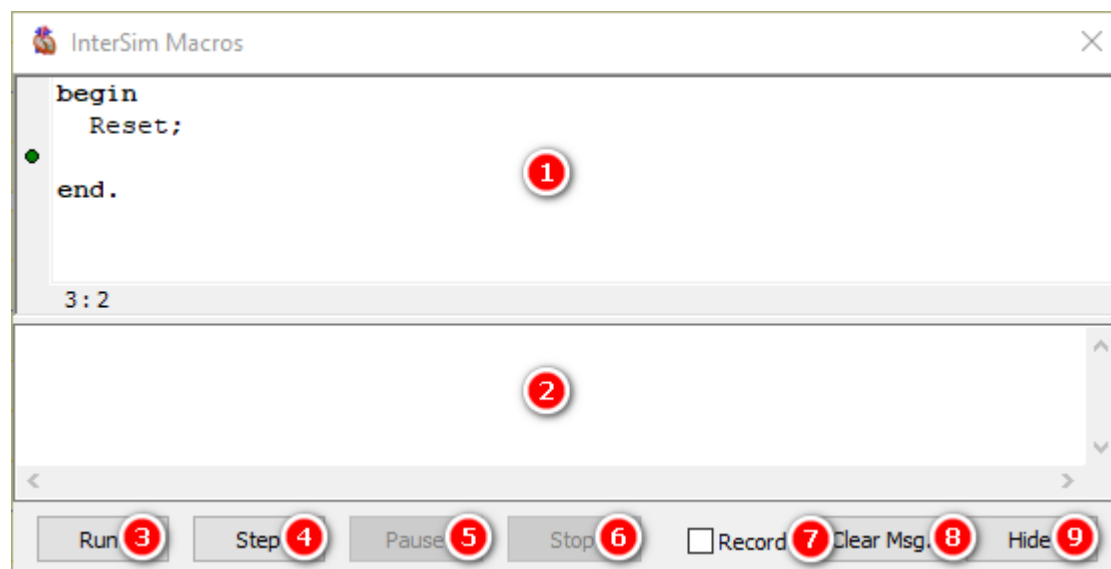 InterSim Macros
begin
Reset;
end.
1
3:2
2
Run 3 Step 4 Pause 5 Stop 6 Record 7 Clear Msg. 8 Hide 9